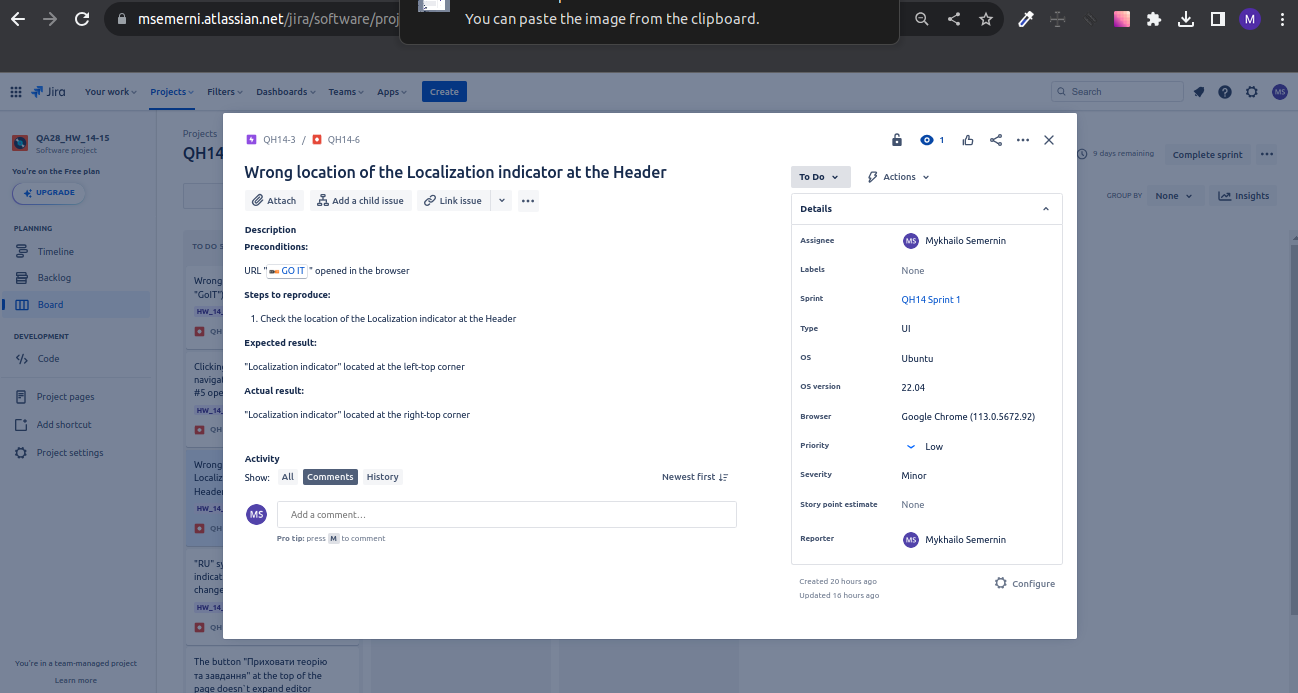 You can paste the image from the clipboard.
msemerni.atlassian.net/jira/software/proj
M
Jira
Your work
Projects
Filters
Dashboards
Teams
Apps
Create
Search
MS
QA28_HW_14-15
Software project
You're on the Free plan
UPGRADE
PLANNING
Timeline
Backlog
Board
DEVELOPMENT
Code
Project pages
Add shortcut
Project settings
You're in a team-managed project
Learn more
Projects
QH14
9 days remaining
Complete sprint
GROUP BY
None
Insights
TO DO 5
Wrong
"GoIT")
HW_14_
QH
Clicking
navigat
#5 ope
HW_14_
QH
Wrong
Localiz
Header
HW_14_
QH
"RU" sy
indicat
change
HW_14_
QH
The button "Приховати теорію
та завдання" at the top of the
page doesn`t expand editor
QH14-3 / QH14-6
1
Wrong location of the Localization indicator at the Header
Attach
Add a child issue
Link issue
Description
Preconditions:
URL "GO IT" opened in the browser
Steps to reproduce:
1. Check the location of the Localization indicator at the Header
Expected result:
"Localization indicator" located at the left-top corner
Actual result:
"Localization indicator" located at the right-top corner
Activity
Show: All Comments History
Newest first
MS
Add a comment…
Pro tip: press M to comment
To Do
Actions
Details
Assignee
MS Mykhailo Semernin
Labels
None
Sprint
QH14 Sprint 1
Type
UI
OS
Ubuntu
OS version
22.04
Browser
Google Chrome (113.0.5672.92)
Priority
Low
Severity
Minor
Story point estimate
None
Reporter
MS Mykhailo Semernin
Created 20 hours ago
Updated 16 hours ago
Configure